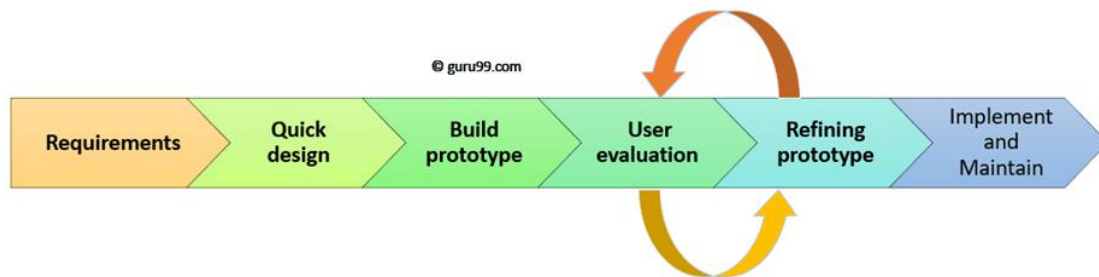 © guru99.com
Requirements
Quick
design
Build
prototype
User
evaluation
Refining
prototype
Implement
and
Maintain